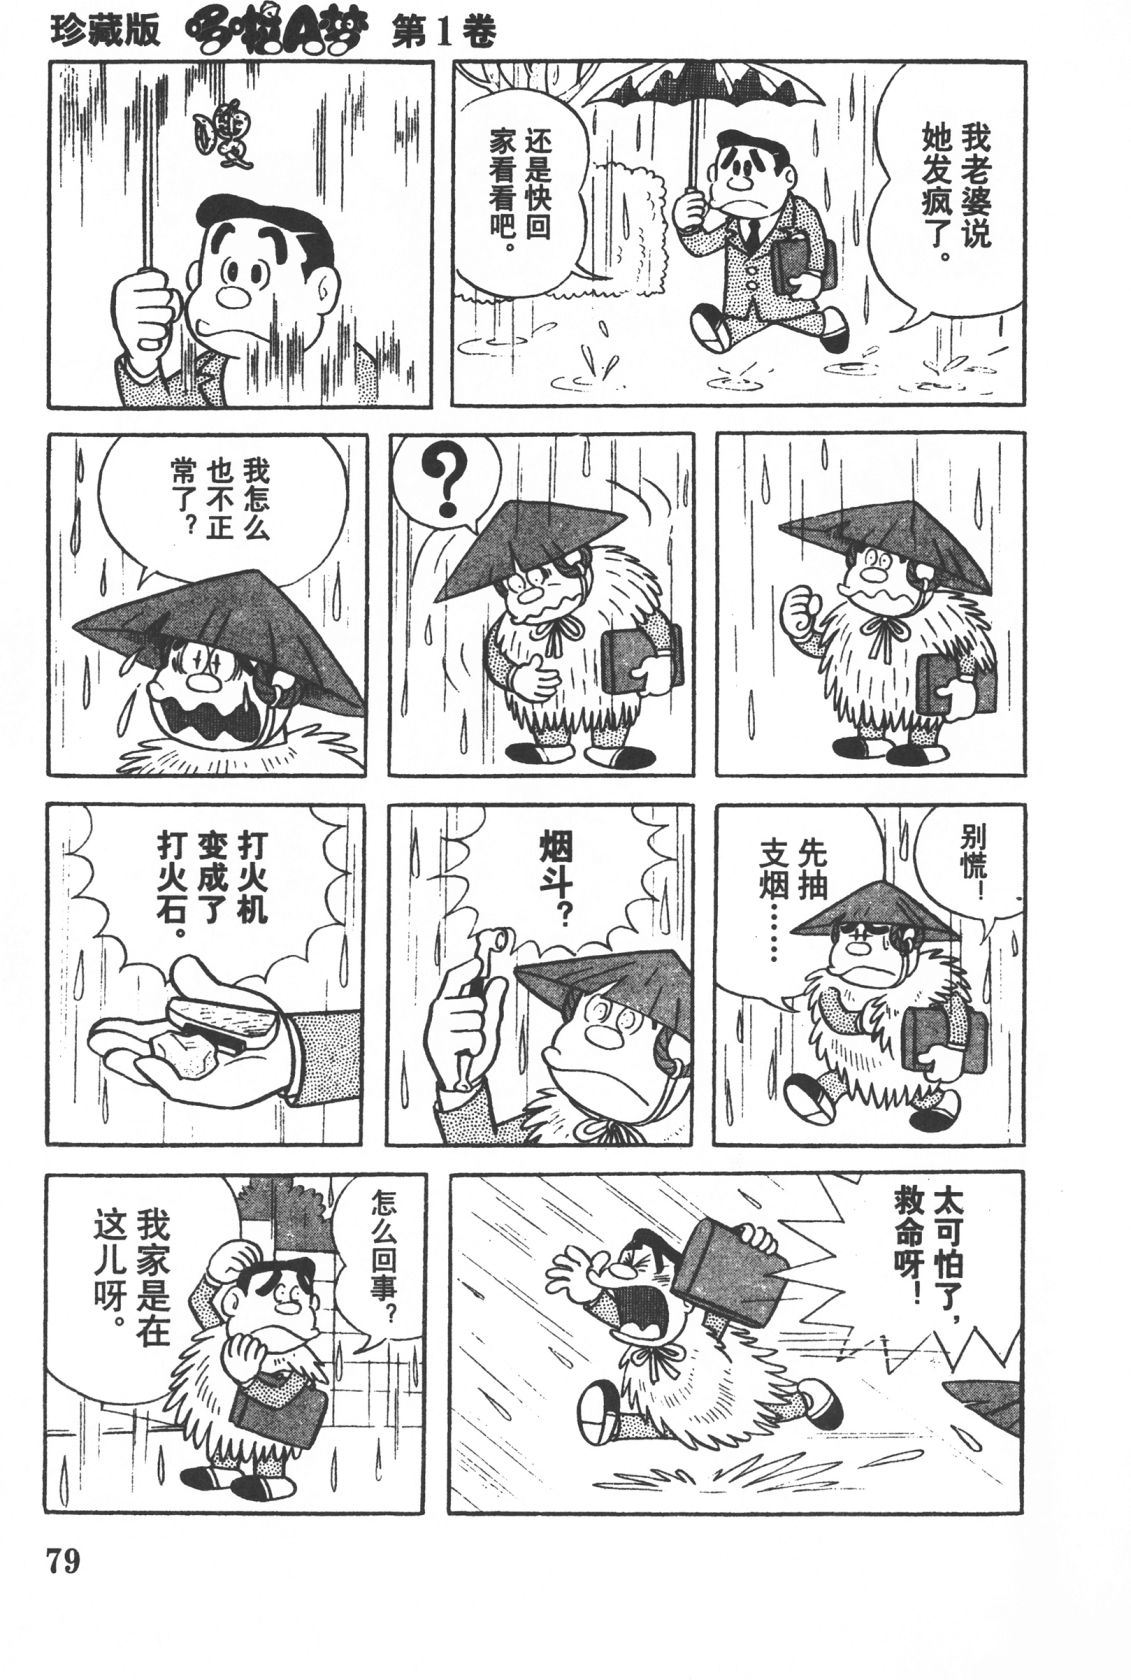 珍藏版 哆啦A梦 第1卷
我老婆说
她发疯了。
还是快回
家看看吧。
嗖
?
我怎么
也不正
常了?
别慌!
先抽
支烟……
烟斗?
打火机
变成了
打火石。
太可怕了,
救命呀!
怎么回事?
我家是在
这儿呀。
79